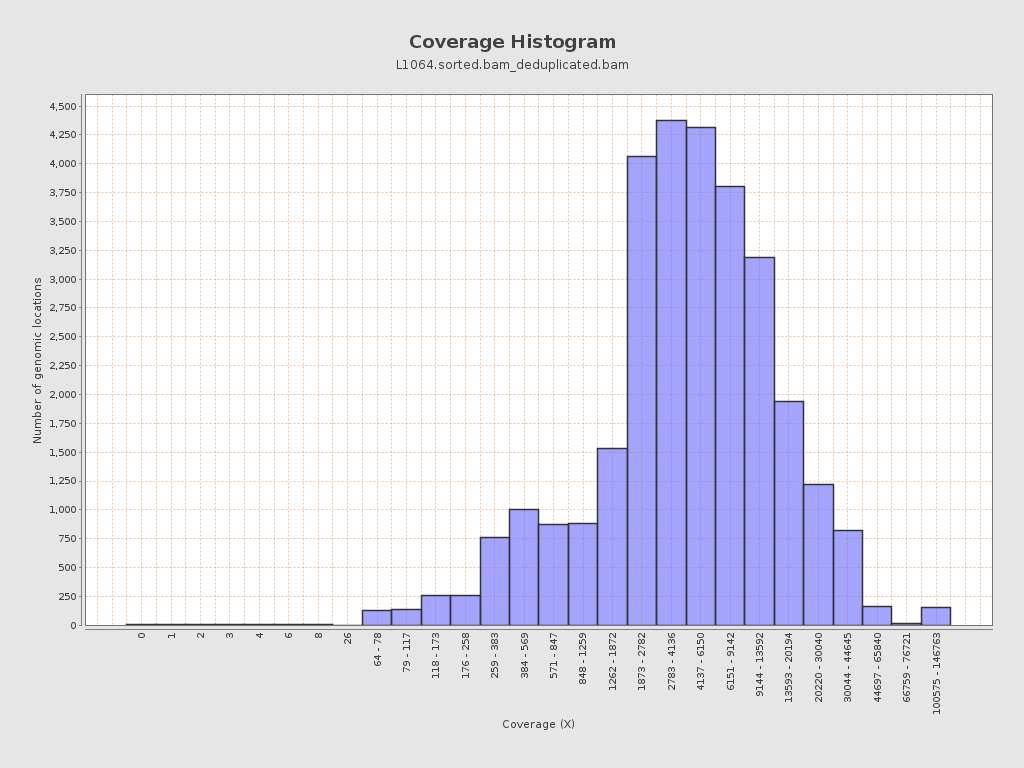 Coverage Histogram
L1064.sorted.bam_deduplicated.bam
Number of genomic locations
4,500
4,250
4,000
3,750
3,500
3,250
3,000
2,750
2,500
2,250
2,000
1,750
1,500
1,250
1,000
750
500
250
0
0
1
2
3
4
6
8
26
64 - 78
79 - 117
118 - 173
176 - 258
259 - 383
384 - 569
571 - 847
848 - 1259
1262 - 1872
1873 - 2782
2783 - 4136
4137 - 6150
6151 - 9142
9144 - 13592
13593 - 20194
20220 - 30040
30044 - 44645
44697 - 65840
66759 - 76721
100575 - 146763
Coverage (X)